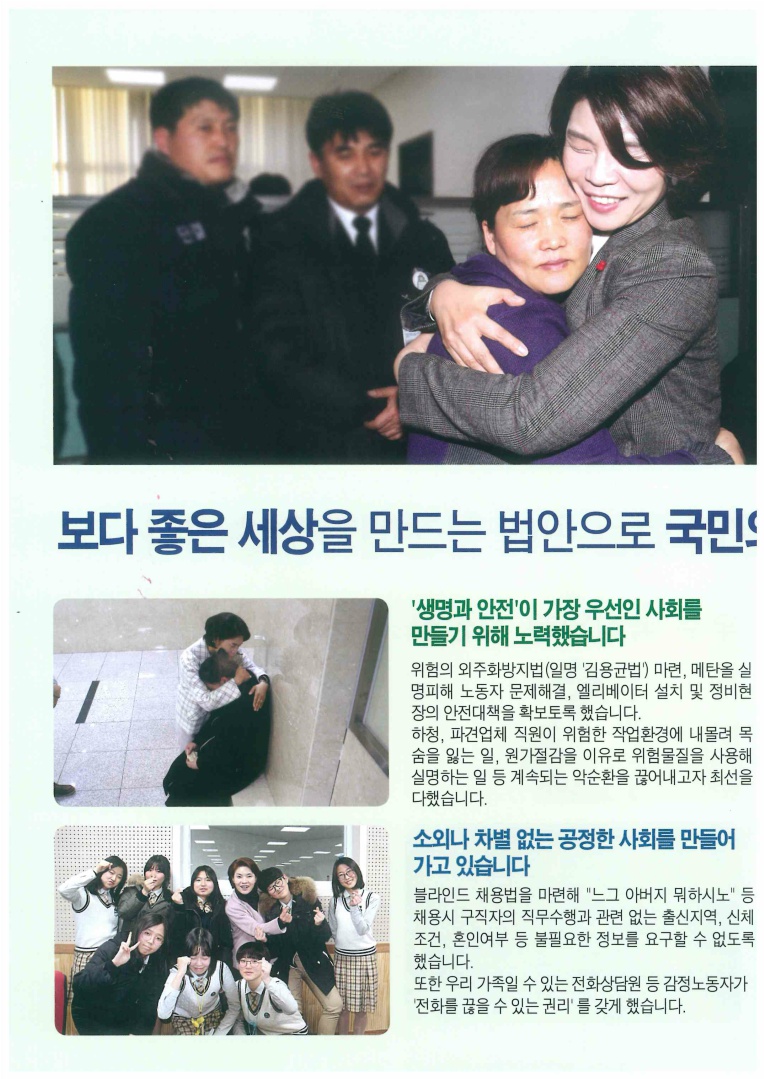 보다 좋은 세상을 만드는 법안으로 국민의
'생명과 안전'이 가장 우선인 사회를
만들기 위해 노력했습니다
위험의 외주화방지법(일명 '김용균법') 마련, 메탄올 실
명피해 노동자 문제해결, 엘리베이터 설치 및 정비현
장의 안전대책을 확보토록 했습니다.
하청, 파견업체 직원이 위험한 작업환경에 내몰려 목
숨을 잃는 일, 원가절감을 이유로 위험물질을 사용해
실명하는 일 등 계속되는 악순환을 끊어내고자 최선을
다했습니다.
소외나 차별 없는 공정한 사회를 만들어
가고 있습니다
블라인드 채용법을 마련해 "느그 아버지 뭐하시노" 등
채용시 구직자의 직무수행과 관련 없는 출신지역, 신체
조건, 혼인여부 등 불필요한 정보를 요구할 수 없도록
했습니다.
또한 우리 가족일 수 있는 전화상담원 등 감정노동자가
'전화를 끊을 수 있는 권리' 를 갖게 했습니다.